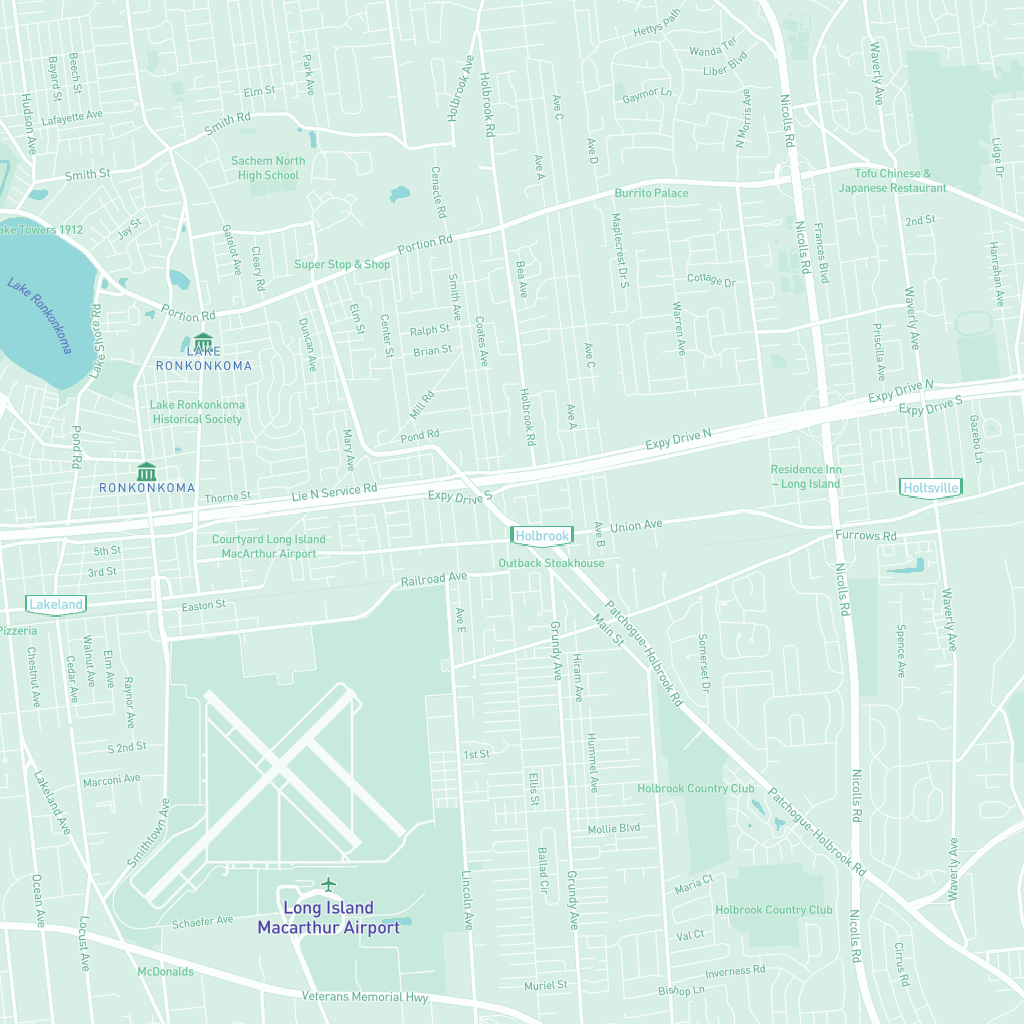 Hettys Path
Wanda Ter
Liber Blvd
Waverly Ave
Beech St
Bayard St
Park Ave
Holbrook Ave
Holbrook Rd
Elm St
Gaymor Ln
Ave C
N Morris Ave
Nicolls Rd
Hudson Ave
Lafayette Ave
Smith Rd
Ave D
Lidge Dr
Sachem North
High School
Smith St
Ave A
Cenacle Rd
Burrito Palace
Tofu Chinese &
Japanese Restaurant
2nd St
ake Towers 1912
Jay St
Gatelot Ave
Cleary Rd
Portion Rd
Maplecrest Dr S
Nicolls Rd
Frances Blvd
Hanrahan Ave
Super Stop & Shop
Smith Ave
Bea Ave
Cottage Dr
Waverly Ave
Lake Ronkonkoma
Lake Shore Rd
Portion Rd
Elm St
Duncan Ave
Center St
Ralph St
Brian St
Coates Ave
Warren Ave
Priscilla Ave
Ave C
LAKE
RONKONKOMA
Mill Rd
Holbrook Rd
Expy Drive N
Expy Drive S
Lake Ronkonkoma
Historical Society
Ave A
Pond Rd
Pond Rd
Mary Ave
Expy Drive N
Gazebo Ln
RONKONKOMA
Thorne St
Lie N Service Rd
Expy Drive S
Residence Inn
– Long Island
Holtsville
Union Ave
Ave B
Holbrook
Furrows Rd
Courtyard Long Island
MacArthur Airport
5th St
3rd St
Outback Steakhouse
Railroad Ave
Nicolls Rd
Waverly Ave
Lakeland
Easton St
Ave E
Grundy Ave
Main St
Patchogue-Holbrook Rd
Pizzeria
Chestnut Ave
Walnut Ave
Cedar Ave
Elm Ave
Raynor Ave
Hiram Ave
Somerset Dr
Spence Ave
S 2nd St
1st St
Hummel Ave
Marconi Ave
Lakeland Ave
Ellis St
Holbrook Country Club
Nicolls Rd
Patchogue-Holbrook Rd
Smithtown Ave
Mollie Blvd
Ballad Cir
Ocean Ave
Lincoln Ave
Grundy Ave
Maria Ct
Waverly Ave
Long Island
Macarthur Airport
Schaefer Ave
Locust Ave
Holbrook Country Club
Val Ct
Nicolls Rd
Cirrus Rd
McDonalds
Inverness Rd
Muriel St
Bishop Ln
Veterans Memorial Hwy